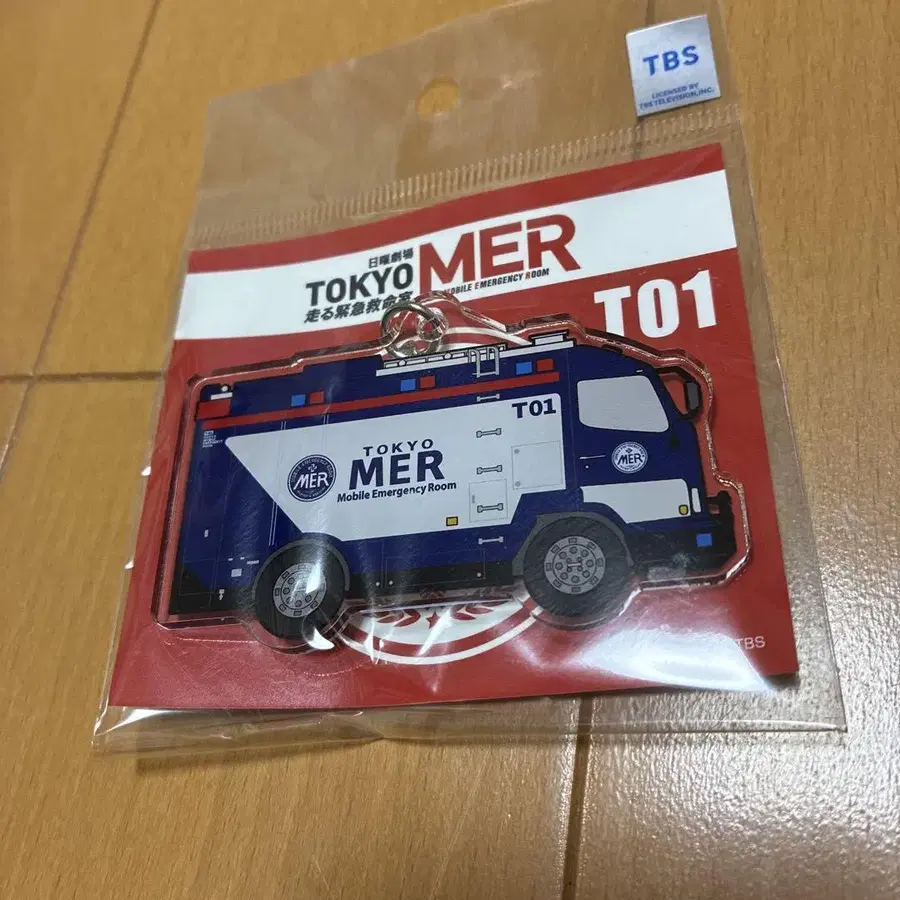 TBS
LICENSED BY
TBS TELEVISION, INC.
日曜劇場
TOKYO MER
走る緊急救命室
MOBILE EMERGENCY ROOM
T01
T01
TOKYO
MER
Mobile Emergency Room
MER
MER
TBS